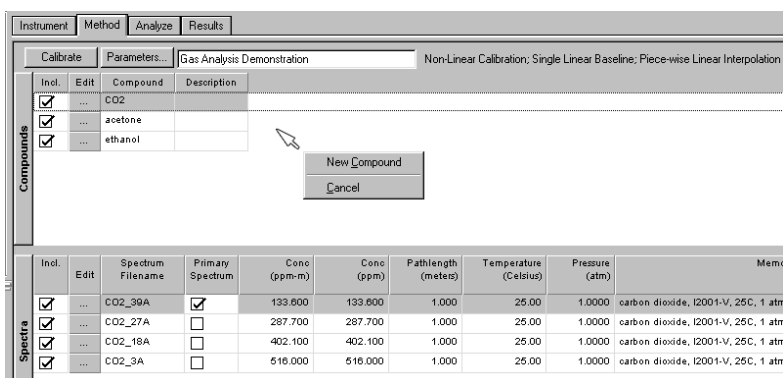 Instrument Method Analyze Results
Calibrate Parameters... Gas Analysis Demonstration Non-Linear Calibration; Single Linear Baseline; Piece-wise Linear Interpolation
Incl. Edit Compound Description
... CO2
... acetone
... ethanol
Compounds
New Compound
Cancel
Incl. Edit Spectrum Filename Primary Spectrum Conc (ppm-m) Conc (ppm) Pathlength (meters) Temperature (Celsius) Pressure (atm) Memo
... CO2_39A 133.600 133.600 1.000 25.00 1.0000 carbon dioxide, I2001-V, 25C, 1 atm
... CO2_27A 287.700 287.700 1.000 25.00 1.0000 carbon dioxide, I2001-V, 25C, 1 atm
... CO2_18A 402.100 402.100 1.000 25.00 1.0000 carbon dioxide, I2001-V, 25C, 1 atm
... CO2_3A 516.000 516.000 1.000 25.00 1.0000 carbon dioxide, I2001-V, 25C, 1 atm
Spectra